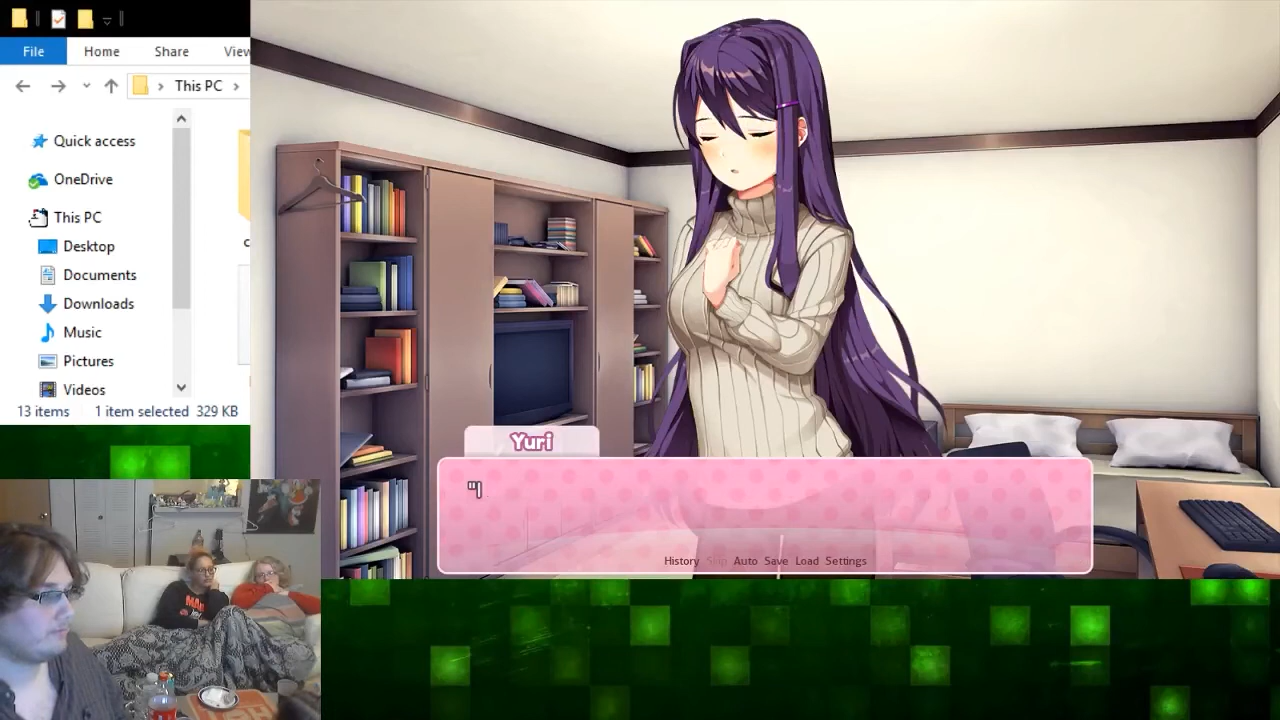 File Home Share View
This PC
Quick access
OneDrive
This PC
Desktop
Documents
Downloads
Music
Pictures
Videos
13 items 1 item selected 329 KB
Yuri
"I
History Skip Auto Save Load Settings